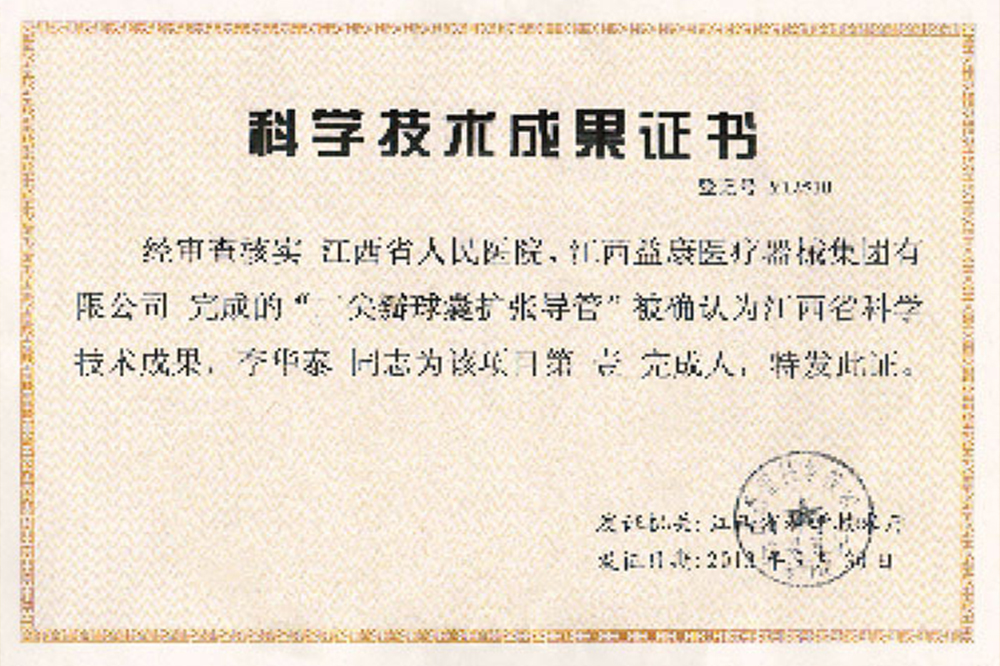 科学技术成果证书
登记号
经审查核实 江西省人民医院、江西益康医疗器械集团有
限公司 完成的“二尖瓣球囊扩张导管”被确认为江西省科学
技术成果，李华泰 同志为该项目第 壹 完成人，特发此证。
发证机关：江西省科学技术厅
发证日期：